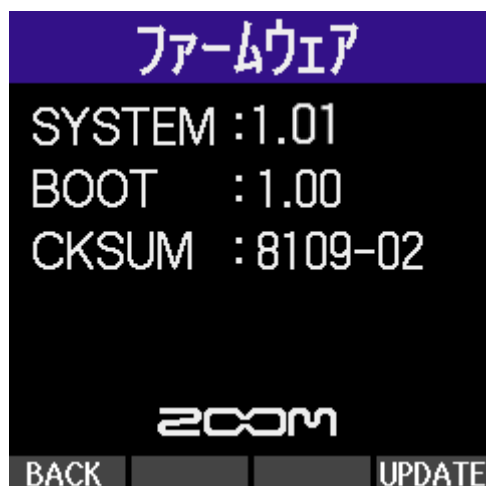 ファームウェア
SYSTEM :1.01
BOOT :1.00
CKSUM :8109-02
ZOOM
BACK UPDATE